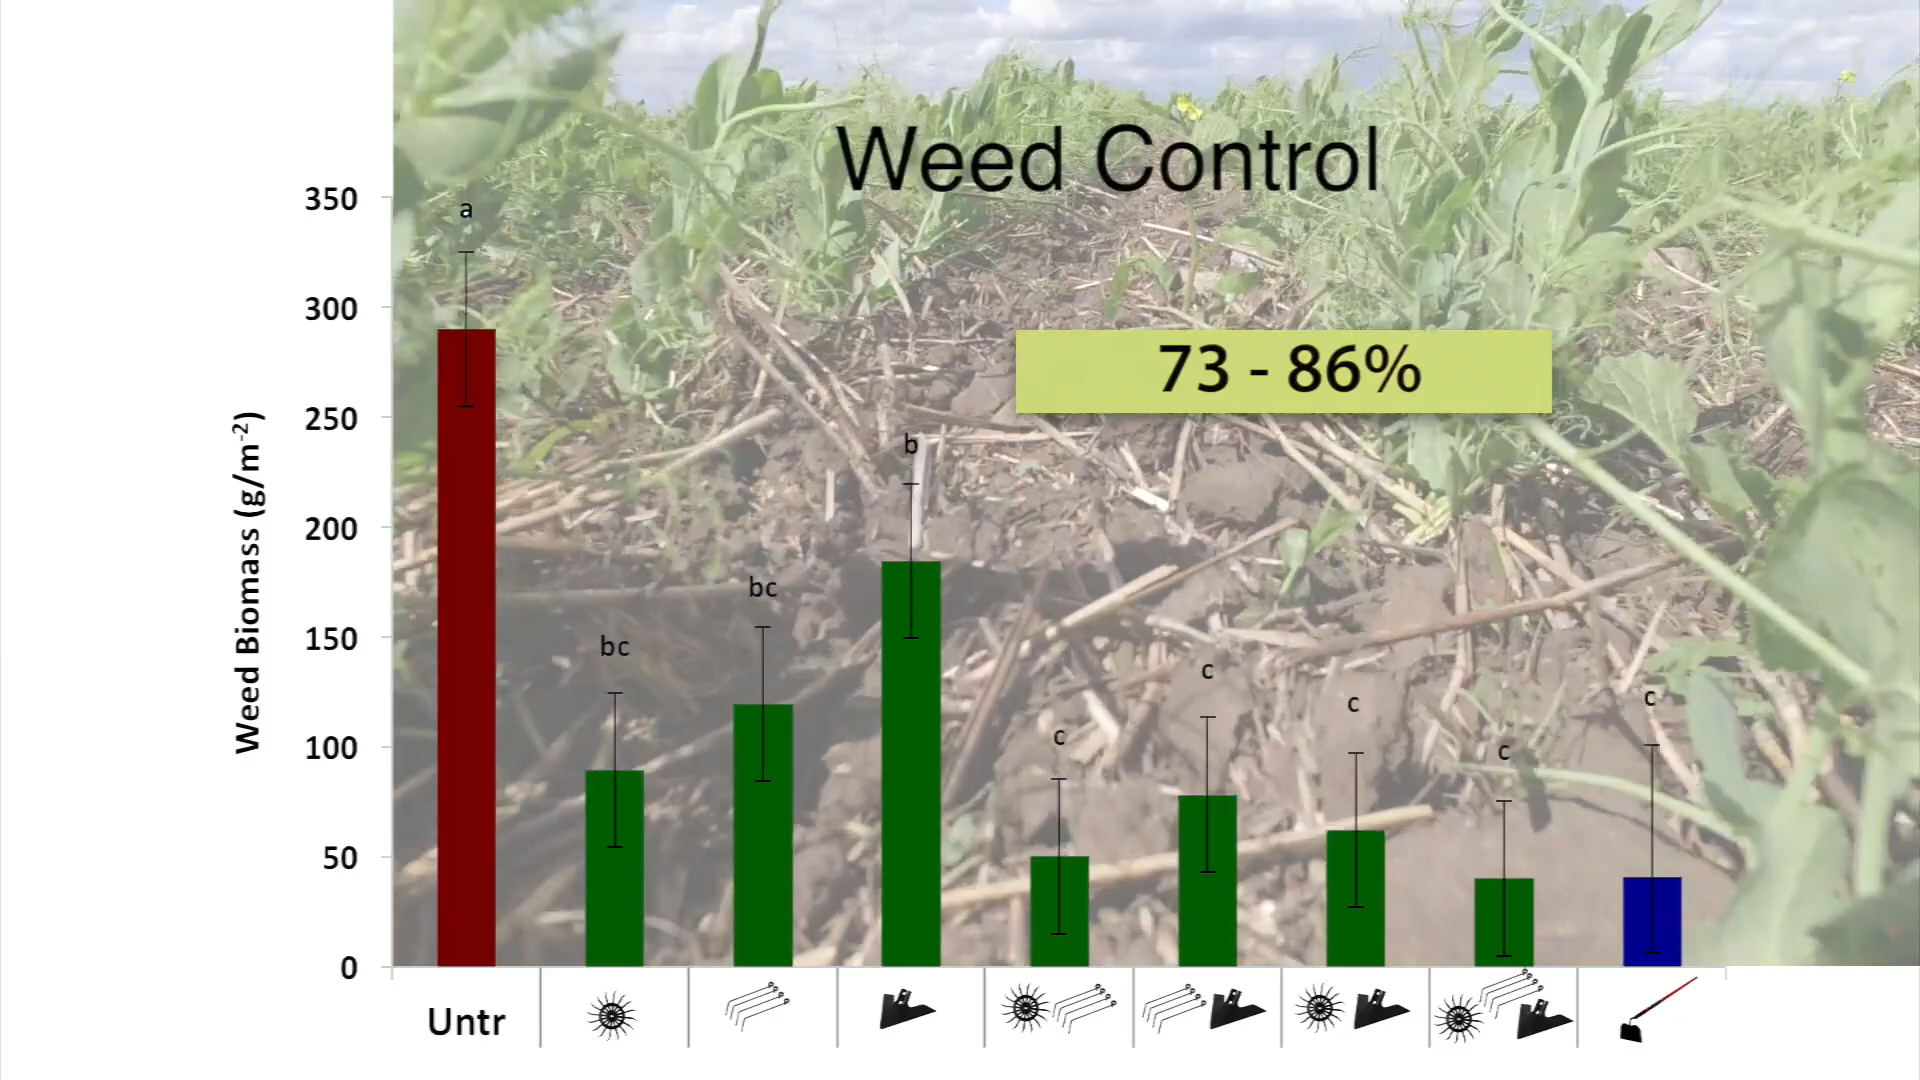 Weed Control
73 - 86%
Weed Biomass (g/m-2)
350
300
250
200
150
100
50
0
a
bc
bc
b
c
c
c
c
c
Untr